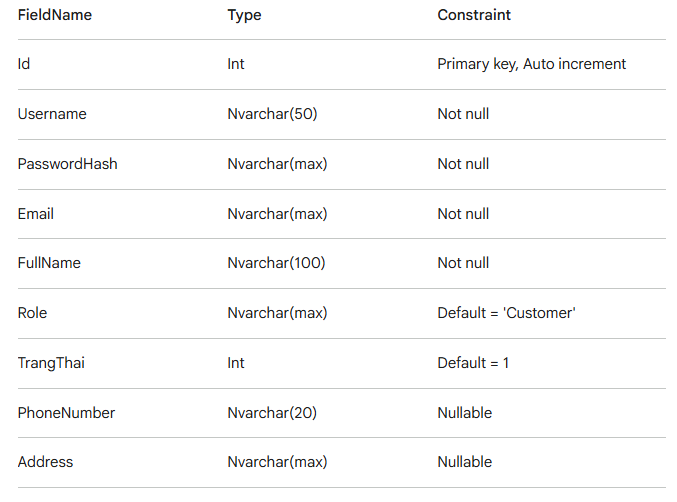 FieldName Type Constraint
Id Int Primary key, Auto increment
Username Nvarchar(50) Not null
PasswordHash Nvarchar(max) Not null
Email Nvarchar(max) Not null
FullName Nvarchar(100) Not null
Role Nvarchar(max) Default = 'Customer'
TrangThai Int Default = 1
PhoneNumber Nvarchar(20) Nullable
Address Nvarchar(max) Nullable